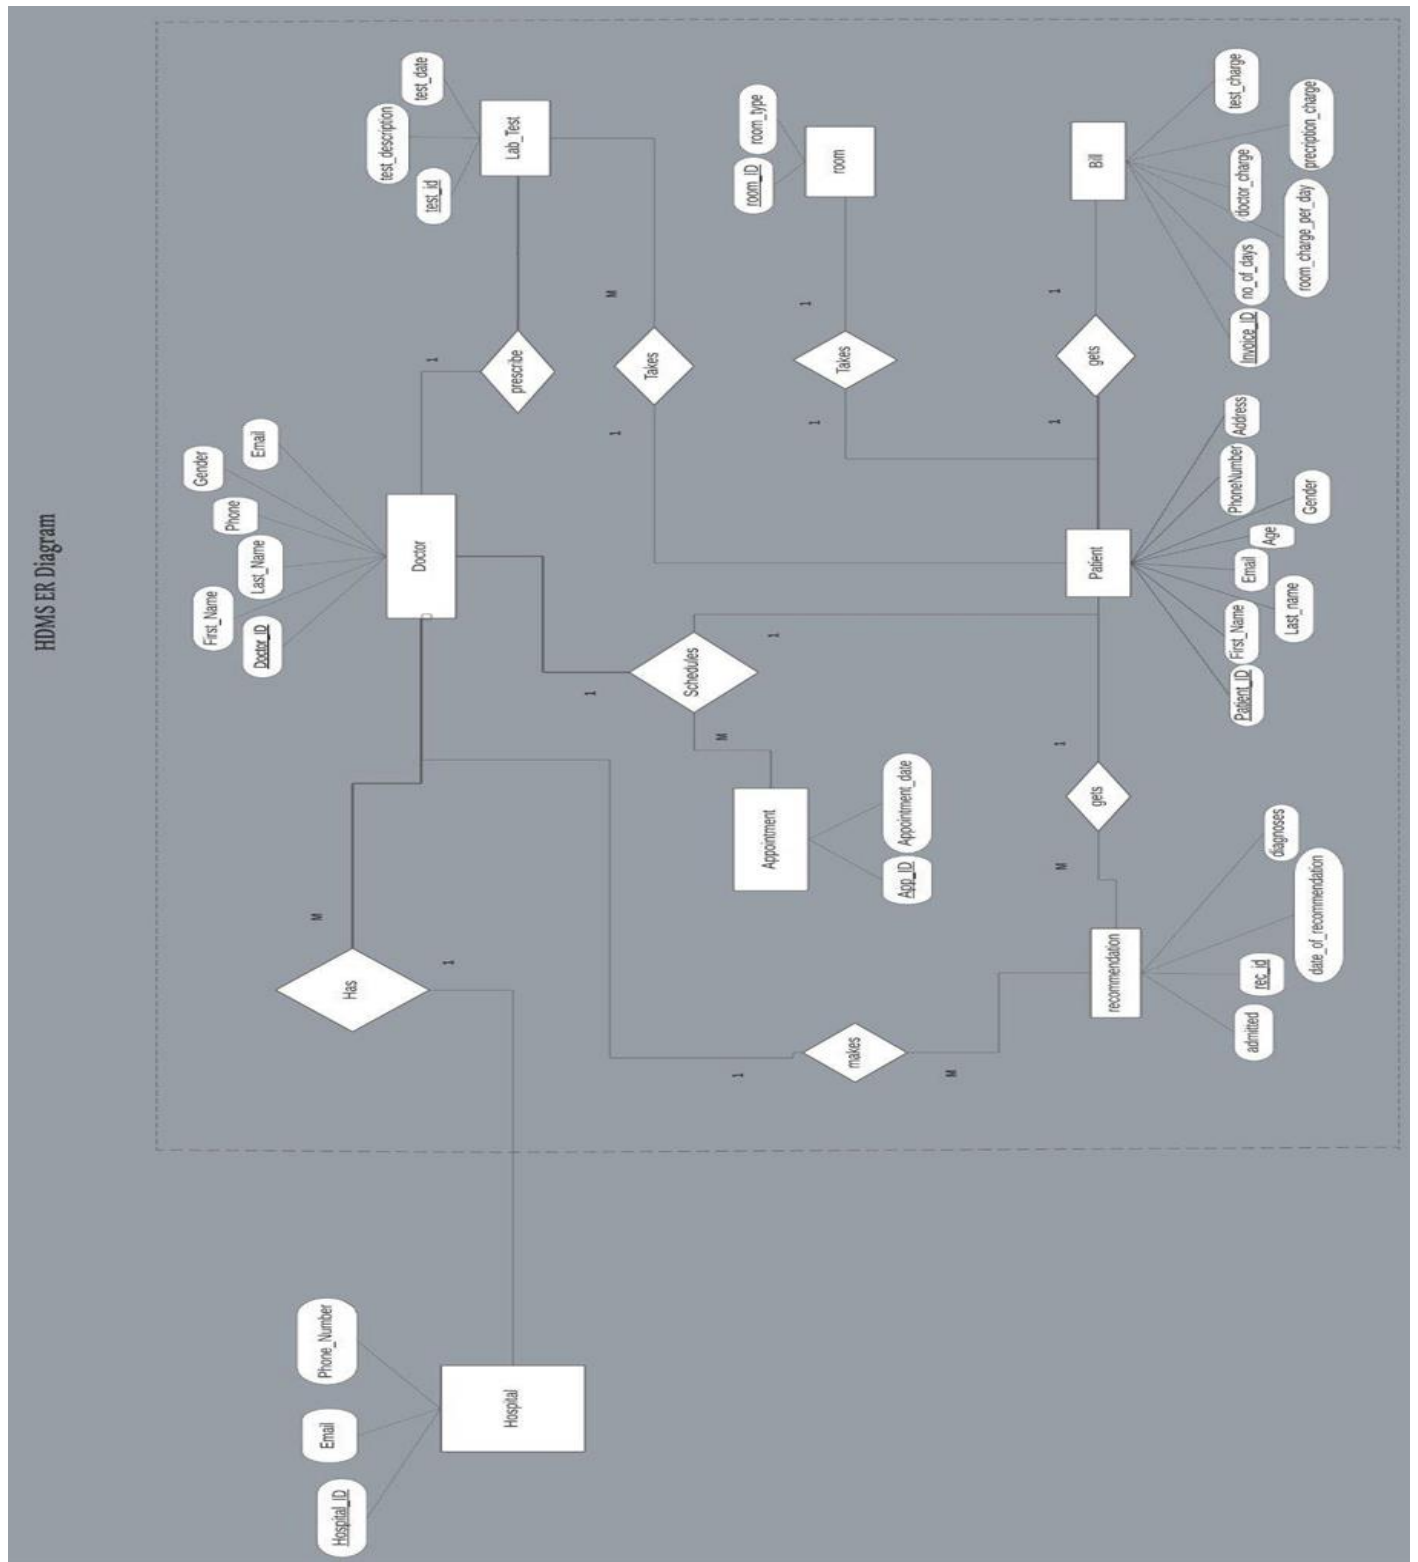 HDMS ER Diagram
Hospital_ID
Email
Phone_Number
Hospital
Has
M
1
Doctor_ID
First_Name
Last_Name
Phone
Gender
Email
Doctor
prescribe
1
test_id
test_description
test_date
Lab_Test
Takes
M
1
Schedules
1
1
M
Appointment
App_ID
Appointment_date
makes
1
M
room_ID
room_type
room
Takes
1
1
recommendation
admitted
rec_id
date_of_recommendation
diagnoses
gets
M
1
Patient
Patient_ID
First_Name
Last_name
Email
Age
Gender
PhoneNumber
Address
gets
1
1
Bill
Invoice_ID
no_of_days
room_charge_per_day
doctor_charge
precription_charge
test_charge